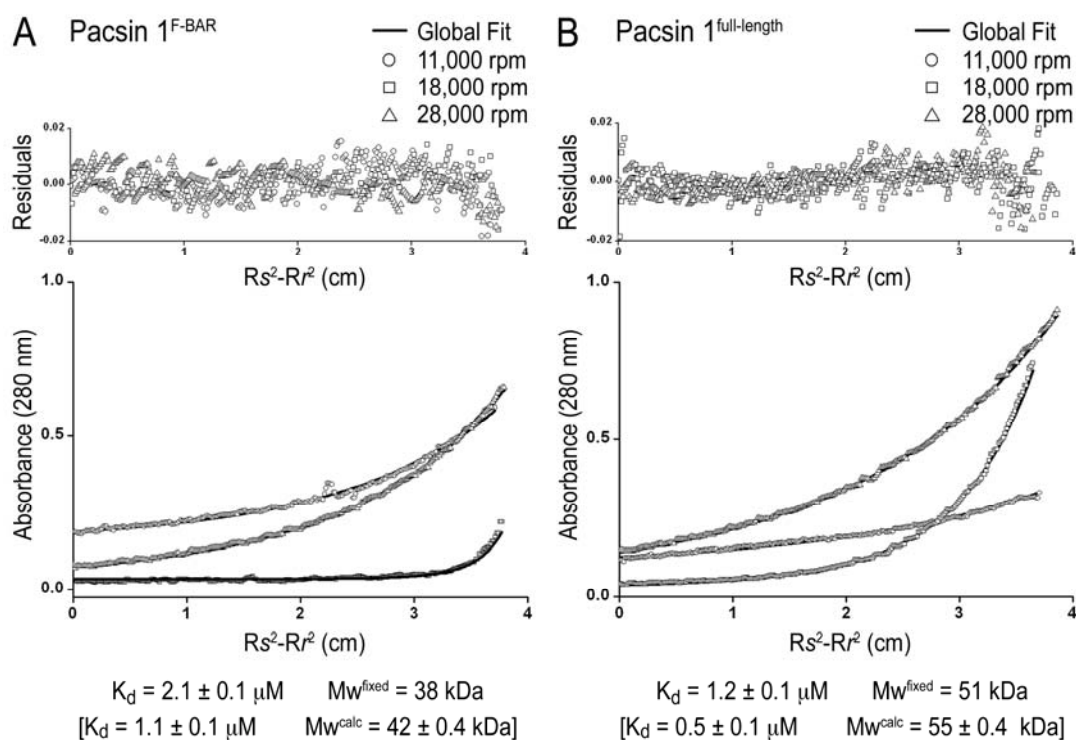 A Pacsin 1F-BAR
Global Fit
11,000 rpm
18,000 rpm
28,000 rpm
Residuals
0.02
0.00
-0.02
0
1
2
3
4
Rs²-Rr² (cm)
Absorbance (280 nm)
1.0
0.5
0.0
0
1
2
3
4
Rs²-Rr² (cm)
Kd = 2.1 ± 0.1 μM Mwfixed = 38 kDa
[Kd = 1.1 ± 0.1 μM Mwcalc = 42 ± 0.4 kDa]
B Pacsin 1full-length
Global Fit
11,000 rpm
18,000 rpm
28,000 rpm
Residuals
0.02
0.00
-0.02
0
1
2
3
4
Rs²-Rr² (cm)
Absorbance (280 nm)
1.0
0.5
0.0
0
1
2
3
4
Rs²-Rr² (cm)
Kd = 1.2 ± 0.1 μM Mwfixed = 51 kDa
[Kd = 0.5 ± 0.1 μM Mwcalc = 55 ± 0.4 kDa]